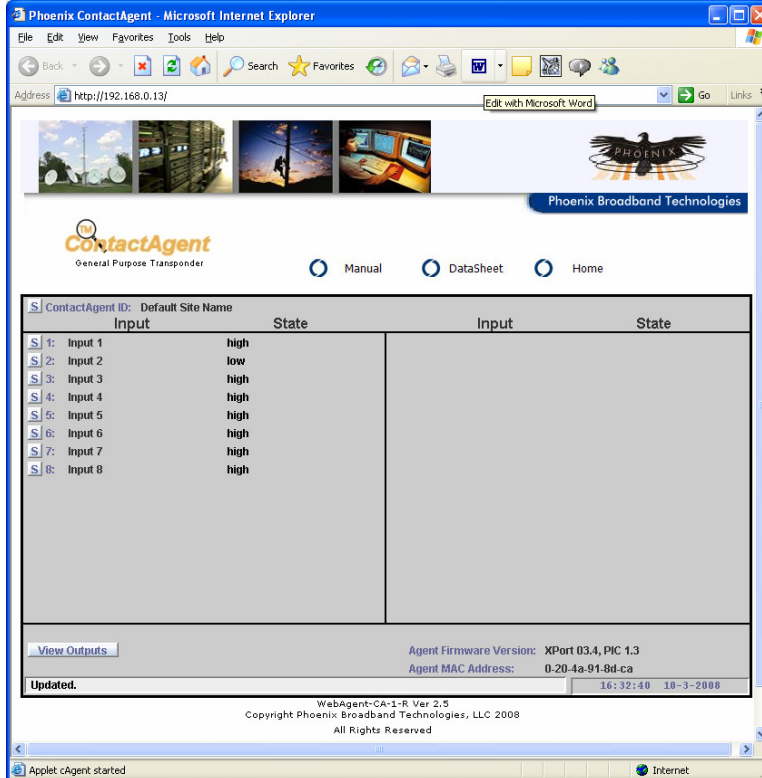 Phoenix ContactAgent - Microsoft Internet Explorer
File Edit View Favorites Tools Help
Back Search Favorites
Address http://192.168.0.13/ Go Links
Edit with Microsoft Word
PHOENIX
Phoenix Broadband Technologies
TM
ContactAgent
General Purpose Transponder
Manual DataSheet Home
S ContactAgent ID: Default Site Name
Input State Input State
S 1: Input 1 high
S 2: Input 2 low
S 3: Input 3 high
S 4: Input 4 high
S 5: Input 5 high
S 6: Input 6 high
S 7: Input 7 high
S 8: Input 8 high
View Outputs Agent Firmware Version: XPort 03.4, PIC 1.3
Agent MAC Address: 0-20-4a-91-8d-ca
Updated. 16:32:40 10-3-2008
WebAgent-CA-1-R Ver 2.5
Copyright Phoenix Broadband Technologies, LLC 2008
All Rights Reserved
Applet cAgent started Internet